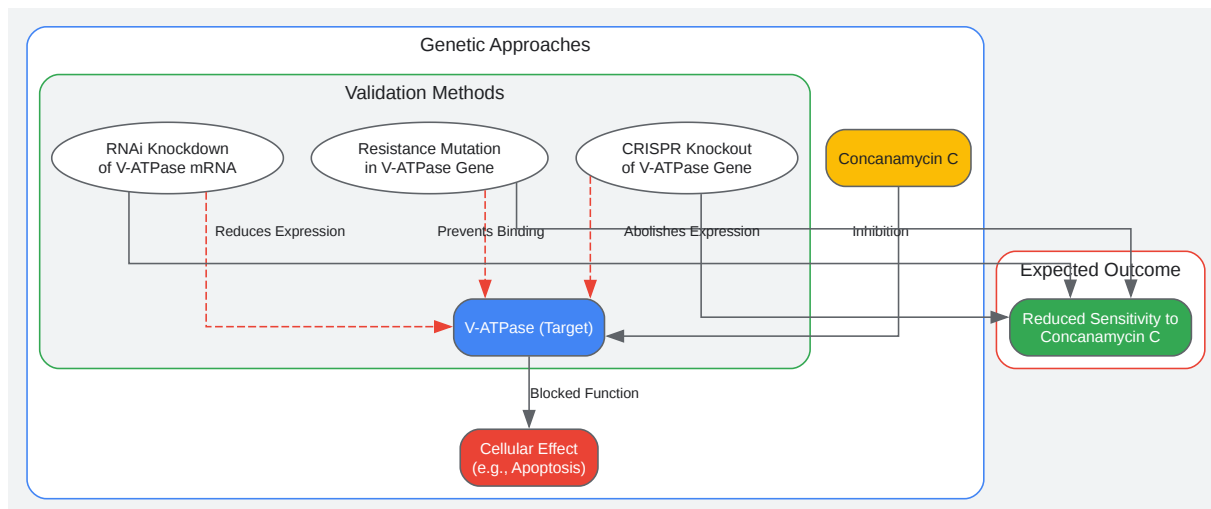 Genetic Approaches
Validation Methods
RNAi Knockdown
of V-ATPase mRNA
Resistance Mutation
in V-ATPase Gene
CRISPR Knockout
of V-ATPase Gene
Concanamycin C
Reduces Expression
Prevents Binding
Abolishes Expression
Inhibition
Expected Outcome
V-ATPase (Target)
Reduced Sensitivity to
Concanamycin C
Blocked Function
Cellular Effect
(e.g., Apoptosis)